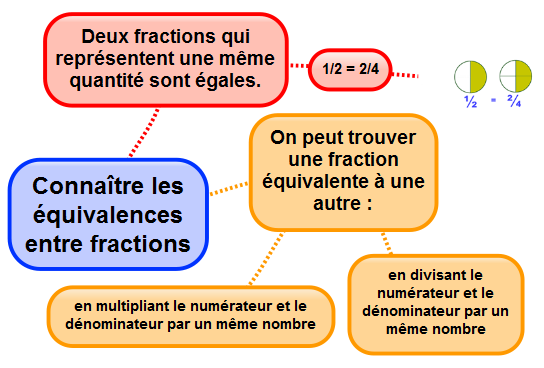 Deux fractions qui
représentent une même
quantité sont égales.
1/2 = 2/4
½ = 2/4
On peut trouver
une fraction
équivalente à une
autre :
Connaître les
équivalences
entre fractions
en divisant le
numérateur et le
dénominateur par un
même nombre
en multipliant le numérateur et le
dénominateur par un même nombre